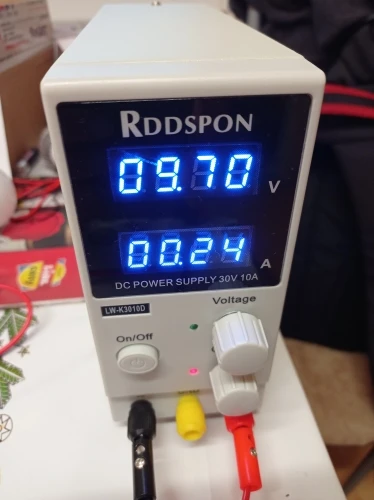 RDDSPON
09.70 V
00.24 A
DC POWER SUPPLY 30V 10A
LW-K3010D
Voltage
On/Off